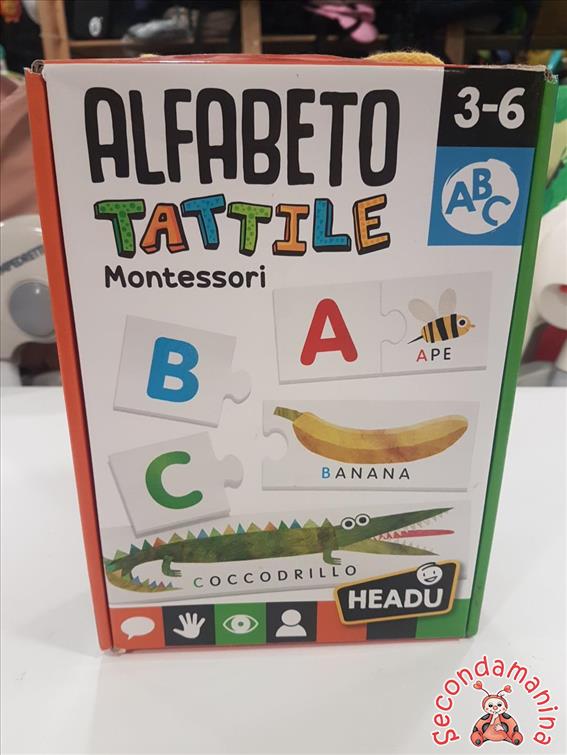 ALFABETO
TATTILE
Montessori
3-6
ABC
B
A
APE
C
BANANA
COCCODRILLO
HEADU
Secondamanina